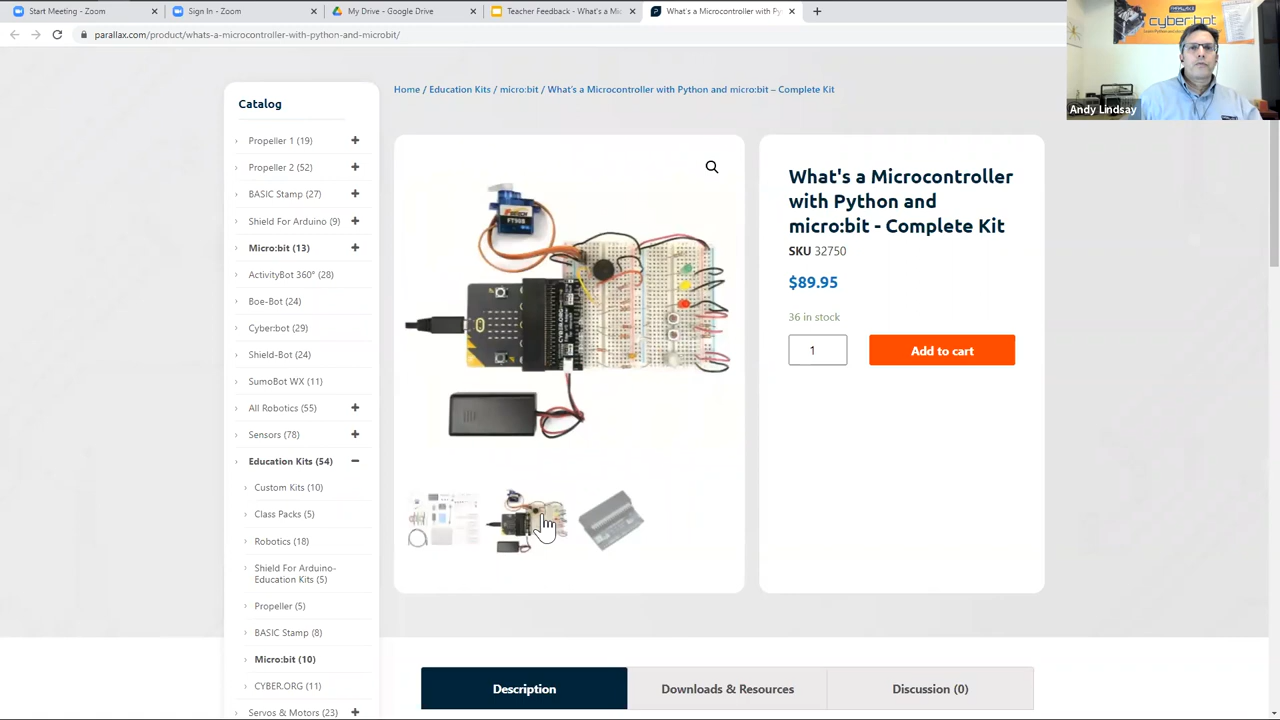 Start Meeting - Zoom
Sign In - Zoom
My Drive - Google Drive
Teacher Feedback - What's a Mic
What's a Microcontroller with Py
parallax.com/product/whats-a-microcontroller-with-python-and-microbit/
cyber:bot
Andy Lindsay
Catalog
Propeller 1 (19)
Propeller 2 (52)
BASIC Stamp (27)
Shield For Arduino (9)
Micro:bit (13)
ActivityBot 360° (28)
Boe-Bot (24)
Cyber:bot (29)
Shield-Bot (24)
SumoBot WX (11)
All Robotics (55)
Sensors (78)
Education Kits (54)
Custom Kits (10)
Class Packs (5)
Robotics (18)
Shield For Arduino-
Education Kits (5)
Propeller (5)
BASIC Stamp (8)
Micro:bit (10)
CYBER.ORG (11)
Servos & Motors (23)
Home / Education Kits / micro:bit / What's a Microcontroller with Python and micro:bit – Complete Kit
FT90B
CYBER.ORG
What's a Microcontroller
with Python and
micro:bit - Complete Kit
SKU 32750
$89.95
36 in stock
1
Add to cart
Description
Downloads & Resources
Discussion (0)